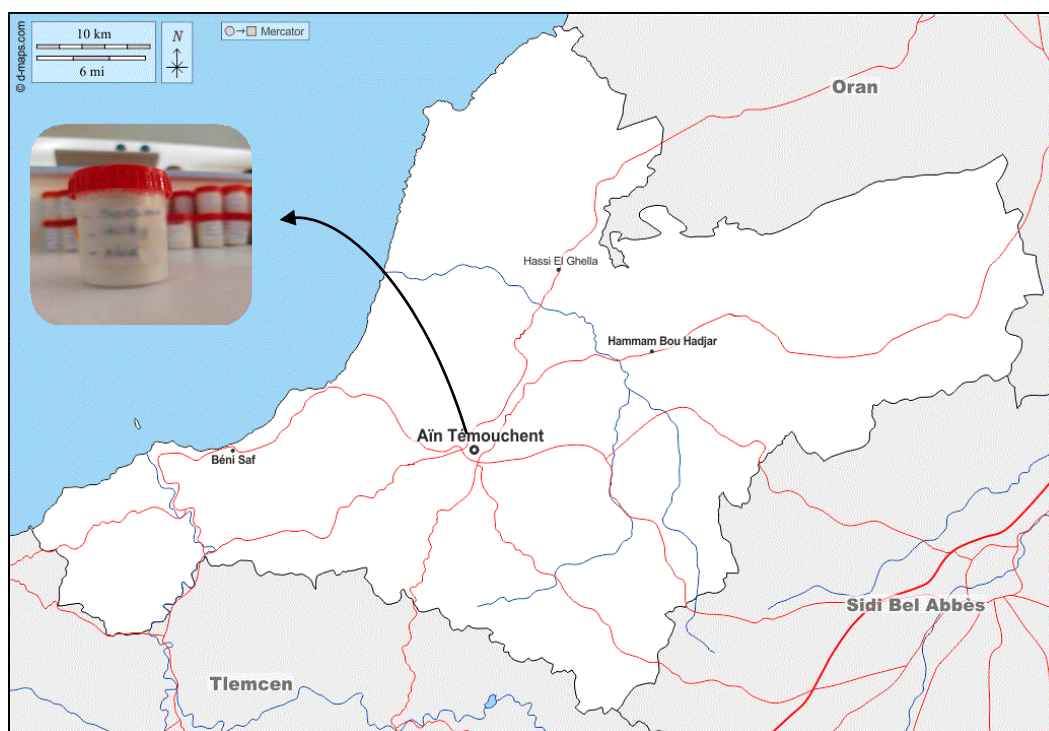 10 km
6 mi
N
Mercator
© d-maps.com
Oran
Hassi El Ghella
Hammam Bou Hadjar
Aïn Témouchent
Béni Saf
Sidi Bel Abbès
Tlemcen